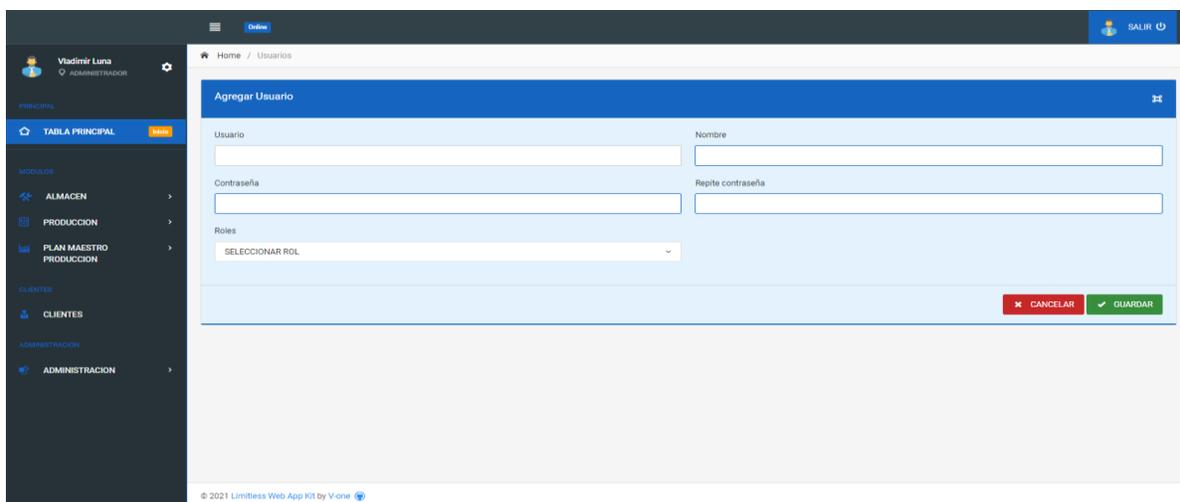 Online
SALIR
Vladimir Luna
ADMINISTRADOR
Home / Usuarios
PRINCIPAL
TABLA PRINCIPAL Inicio
MODULOS
ALMACEN
PRODUCCION
PLAN MAESTRO
PRODUCCION
CLIENTES
CLIENTES
ADMINISTRACION
ADMINISTRACION
Agregar Usuario
Usuario
Nombre
Contraseña
Repite contraseña
Roles
SELECCIONAR ROL
CANCELAR
GUARDAR
© 2021 Limitless Web App Kit by V-one